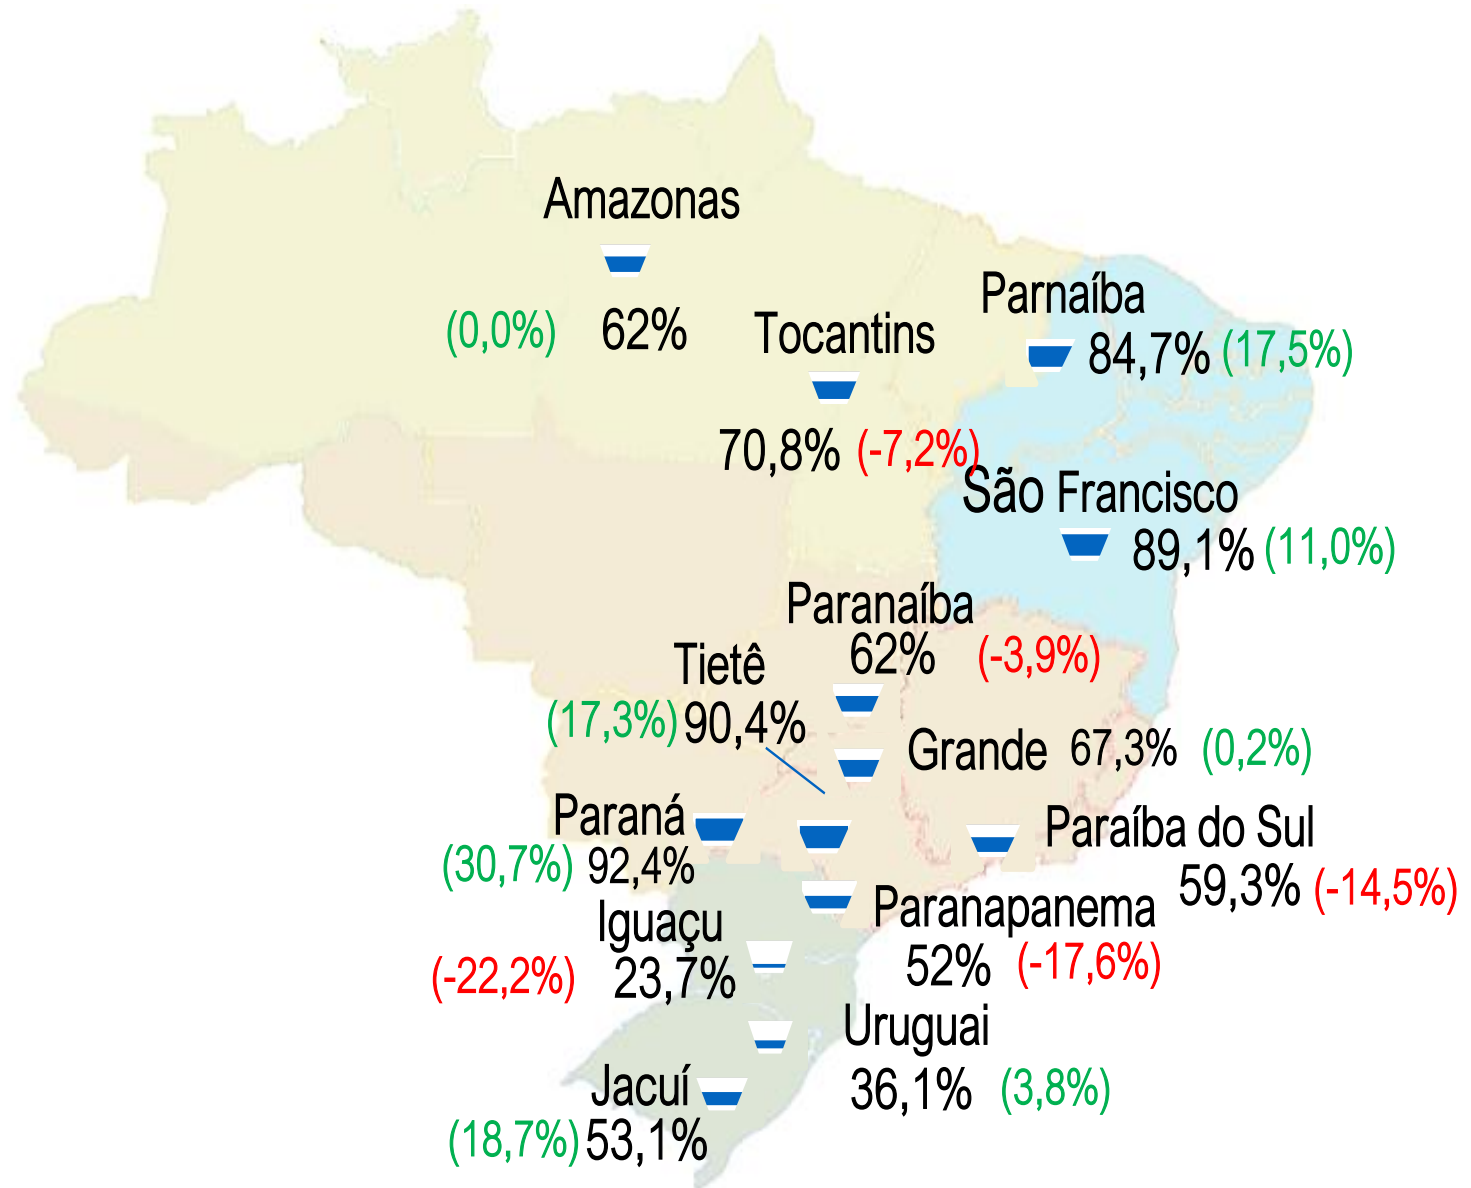 Amazonas
(0,0%) 62%
Tocantins
70,8% (-7,2%)
Parnaíba
84,7% (17,5%)
São Francisco
89,1% (11,0%)
Paranaíba
62% (-3,9%)
Tietê
(17,3%) 90,4%
Grande 67,3% (0,2%)
Paraná
(30,7%) 92,4%
Paraíba do Sul
59,3% (-14,5%)
Paranapanema
52% (-17,6%)
Iguaçu
(-22,2%) 23,7%
Uruguai
36,1% (3,8%)
Jacuí
(18,7%) 53,1%